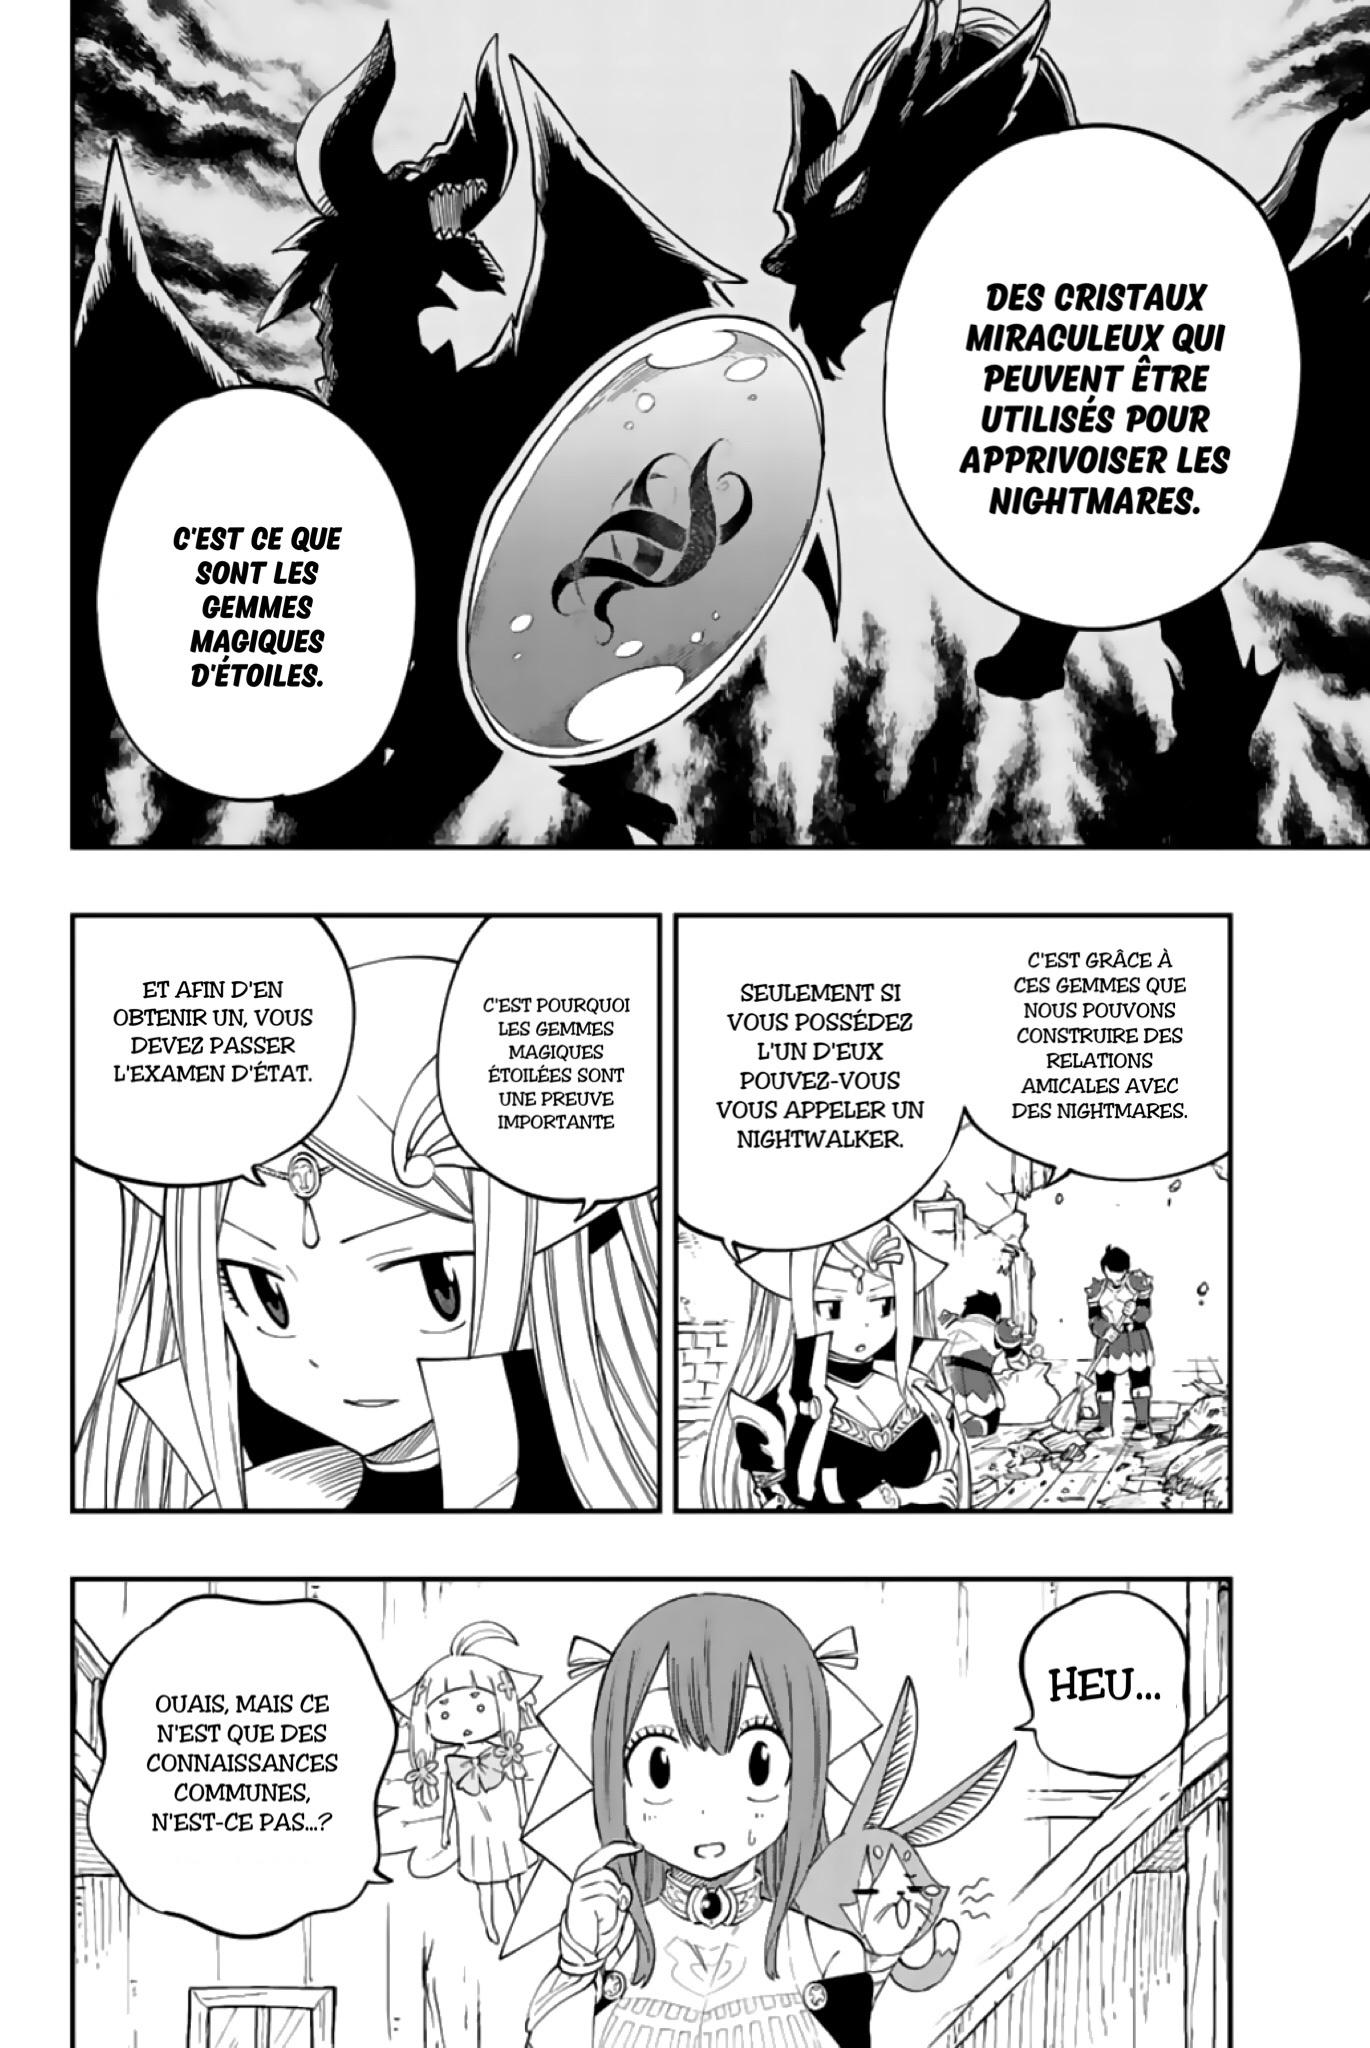 DES CRISTAUX
MIRACULEUX QUI
PEUVENT ÊTRE
UTILISÉS POUR
APPRIVOISER LES
NIGHTMARES.
C'EST CE QUE
SONT LES
GEMMES
MAGIQUES
D'ÉTOILES.
C'EST GRÂCE À
CES GEMMES QUE
NOUS POUVONS
CONSTRUIRE DES
RELATIONS
AMICALES AVEC
DES NIGHTMARES.
SEULEMENT SI
VOUS POSSÉDEZ
L'UN D'EUX
POUVEZ-VOUS
VOUS APPELER UN
NIGHTWALKER.
C'EST POURQUOI
LES GEMMES
MAGIQUES
ÉTOILÉES SONT
UNE PREUVE
IMPORTANTE
ET AFIN D'EN
OBTENIR UN, VOUS
DEVEZ PASSER
L'EXAMEN D'ÉTAT.
HEU...
OUAIS, MAIS CE
N'EST QUE DES
CONNAISSANCES
COMMUNES,
N'EST-CE PAS...?